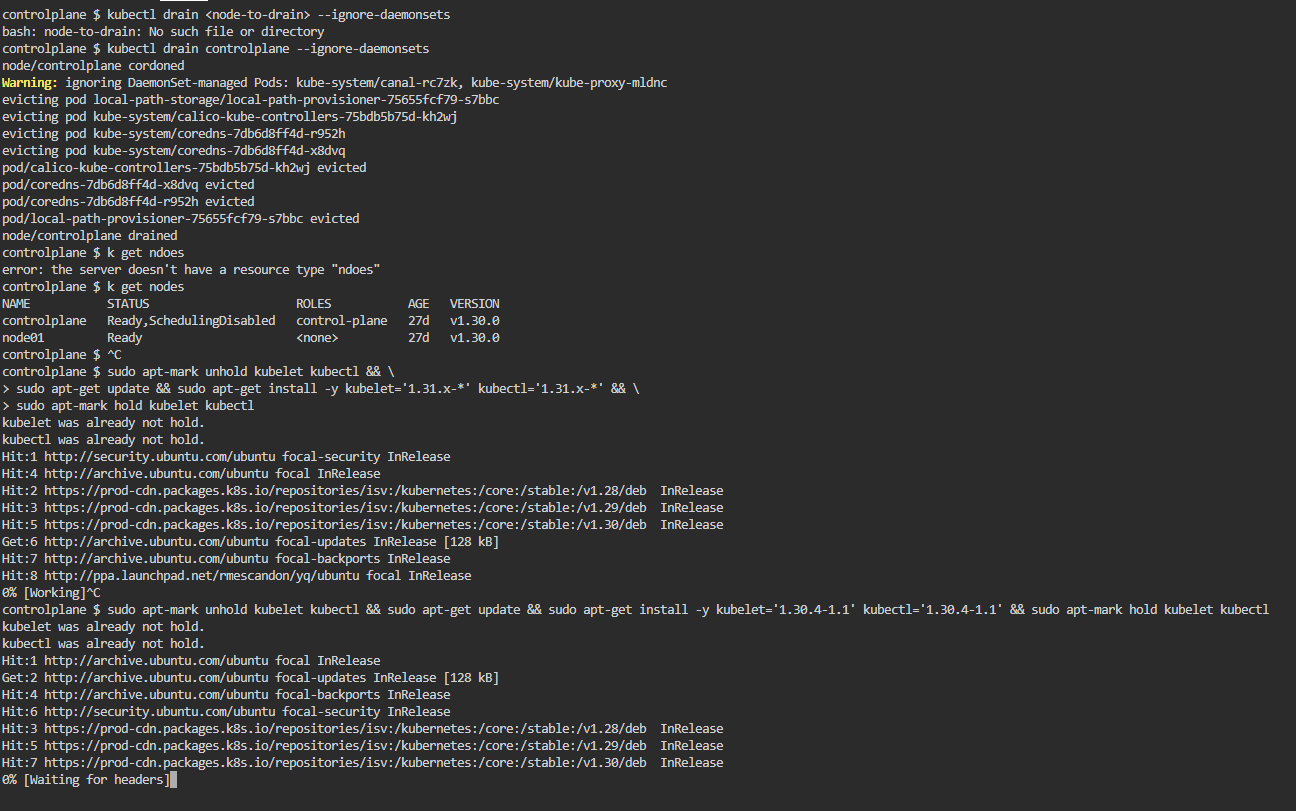 controlplane $ kubectl drain <node-to-drain> --ignore-daemonsets
bash: node-to-drain: No such file or directory
controlplane $ kubectl drain controlplane --ignore-daemonsets
node/controlplane cordoned
Warning: ignoring DaemonSet-managed Pods: kube-system/canal-rc7zk, kube-system/kube-proxy-mldnc
evicting pod local-path-storage/local-path-provisioner-75655fcf79-s7bbc
evicting pod kube-system/calico-kube-controllers-75bdb5b75d-kh2wj
evicting pod kube-system/coredns-7db6d8ff4d-r952h
evicting pod kube-system/coredns-7db6d8ff4d-x8dvq
pod/calico-kube-controllers-75bdb5b75d-kh2wj evicted
pod/coredns-7db6d8ff4d-x8dvq evicted
pod/coredns-7db6d8ff4d-r952h evicted
pod/local-path-provisioner-75655fcf79-s7bbc evicted
node/controlplane drained
controlplane $ k get ndoes
error: the server doesn't have a resource type "ndoes"
controlplane $ k get nodes
NAME           STATUS                     ROLES           AGE   VERSION
controlplane   Ready,SchedulingDisabled   control-plane   27d   v1.30.0
node01         Ready                      <none>          27d   v1.30.0
controlplane $ ^C
controlplane $ sudo apt-mark unhold kubelet kubectl && \
> sudo apt-get update && sudo apt-get install -y kubelet='1.31.x-*' kubectl='1.31.x-*' && \
> sudo apt-mark hold kubelet kubectl
kubelet was already not hold.
kubectl was already not hold.
Hit:1 http://security.ubuntu.com/ubuntu focal-security InRelease
Hit:4 http://archive.ubuntu.com/ubuntu focal InRelease
Hit:2 https://prod-cdn.packages.k8s.io/repositories/isv:/kubernetes:/core:/stable:/v1.28/deb  InRelease
Hit:3 https://prod-cdn.packages.k8s.io/repositories/isv:/kubernetes:/core:/stable:/v1.29/deb  InRelease
Hit:5 https://prod-cdn.packages.k8s.io/repositories/isv:/kubernetes:/core:/stable:/v1.30/deb  InRelease
Get:6 http://archive.ubuntu.com/ubuntu focal-updates InRelease [128 kB]
Hit:7 http://archive.ubuntu.com/ubuntu focal-backports InRelease
Hit:8 http://ppa.launchpad.net/rmescandon/yq/ubuntu focal InRelease
0% [Working]^C
controlplane $ sudo apt-mark unhold kubelet kubectl && sudo apt-get update && sudo apt-get install -y kubelet='1.30.4-1.1' kubectl='1.30.4-1.1' && sudo apt-mark hold kubelet kubectl
kubelet was already not hold.
kubectl was already not hold.
Hit:1 http://archive.ubuntu.com/ubuntu focal InRelease
Get:2 http://archive.ubuntu.com/ubuntu focal-updates InRelease [128 kB]
Hit:4 http://archive.ubuntu.com/ubuntu focal-backports InRelease
Hit:6 http://security.ubuntu.com/ubuntu focal-security InRelease
Hit:3 https://prod-cdn.packages.k8s.io/repositories/isv:/kubernetes:/core:/stable:/v1.28/deb  InRelease
Hit:5 https://prod-cdn.packages.k8s.io/repositories/isv:/kubernetes:/core:/stable:/v1.29/deb  InRelease
Hit:7 https://prod-cdn.packages.k8s.io/repositories/isv:/kubernetes:/core:/stable:/v1.30/deb  InRelease
0% [Waiting for headers]